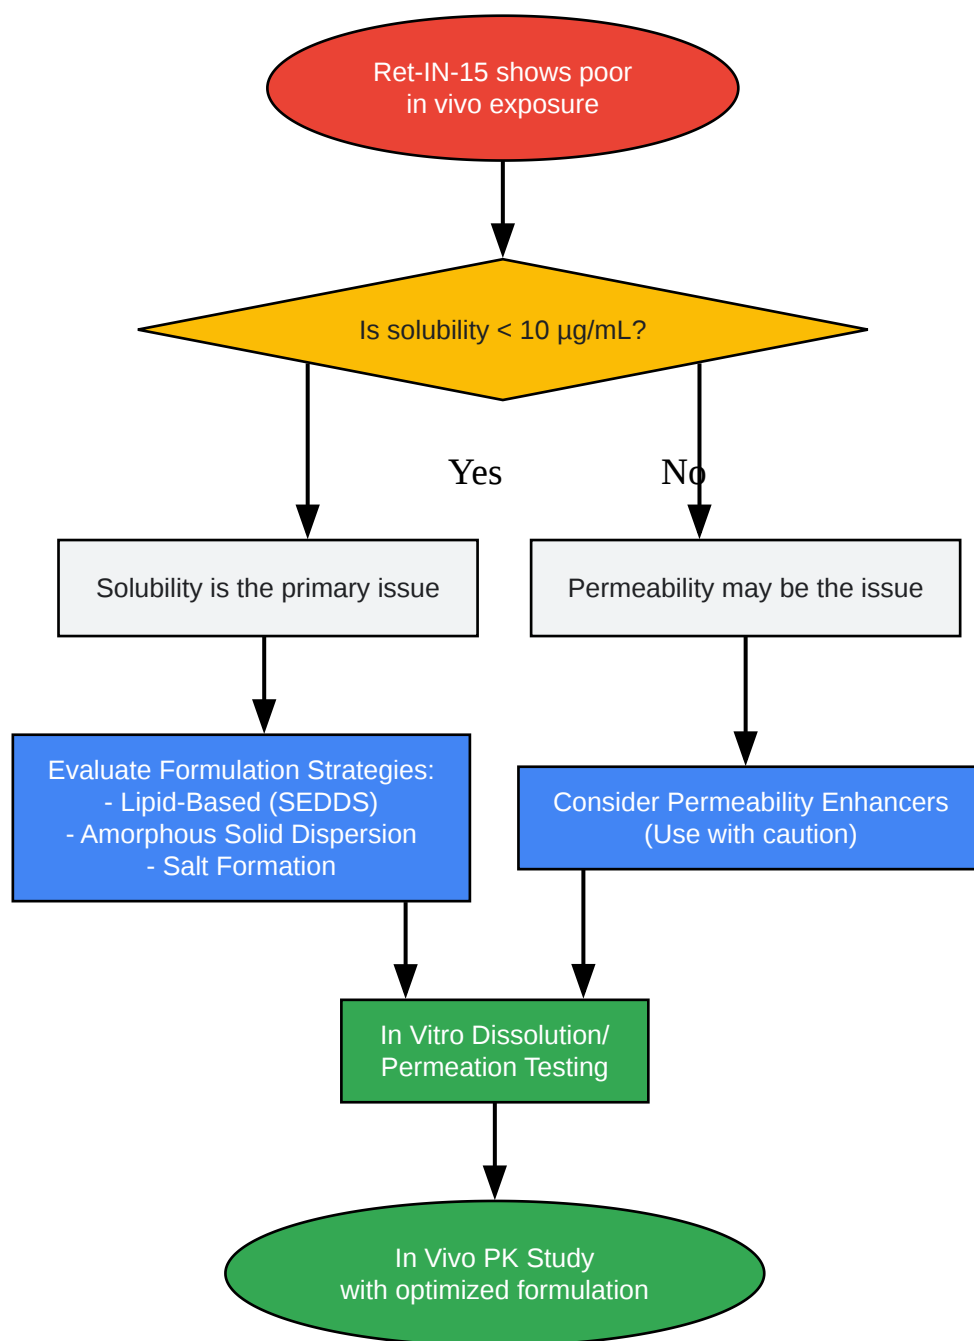 Ret-IN-15 shows poor
in vivo exposure
Is solubility < 10 µg/mL?
Yes
No
Solubility is the primary issue
Permeability may be the issue
Evaluate Formulation Strategies:
- Lipid-Based (SEDDS)
- Amorphous Solid Dispersion
- Salt Formation
Consider Permeability Enhancers
(Use with caution)
In Vitro Dissolution/
Permeation Testing
In Vivo PK Study
with optimized formulation